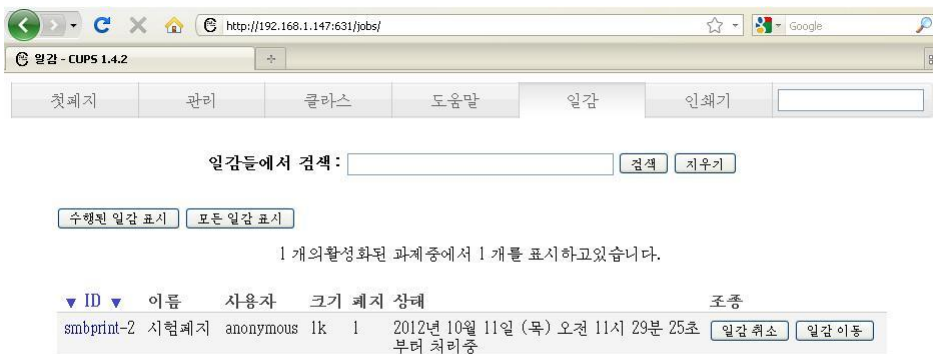 http://192.168.1.147:631/jobs/
Google
일감 - CUPS 1.4.2
첫페지 관리 클라스 도움말 일감 인쇄기
일감들에서 검색: 검색 지우기
수행된 일감 표시 모든 일감 표시
1 개의활성화된 과제중에서 1 개를 표시하고있습니다.
▼ ID ▼ 이름 사용자 크기 페지 상태 조종
smbprint-2 시험페지 anonymous 1k 1 2012년 10월 11일 (목) 오전 11시 29분 25초 일감 취소 일감 이동
부터 처리중